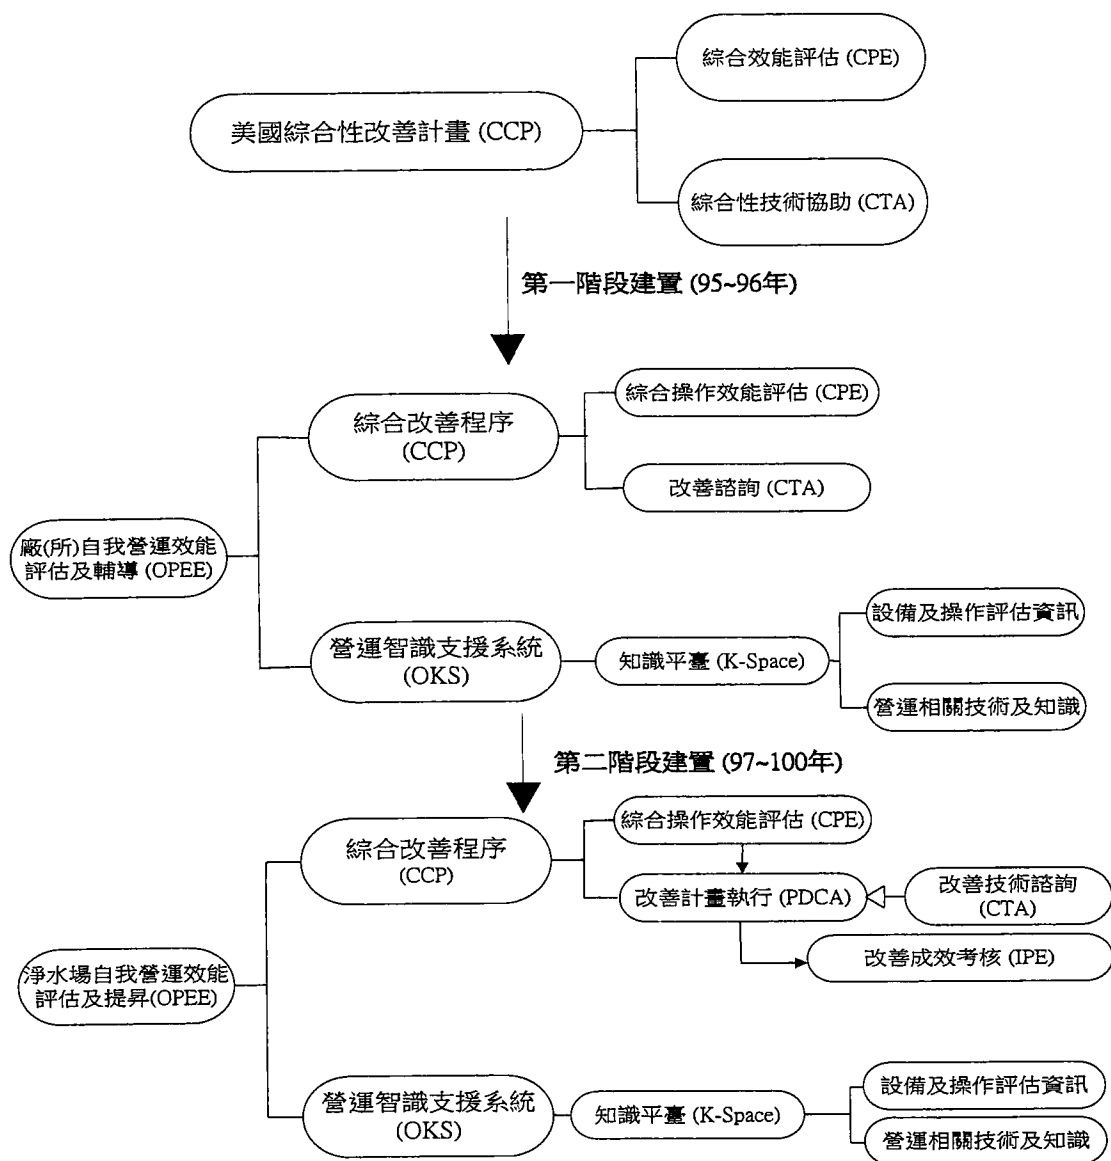 綜合效能評估 (CPE)
美國綜合性改善計畫 (CCP)
綜合性技術協助 (CTA)
第一階段建置 (95~96年)
綜合操作效能評估 (CPE)
綜合改善程序
(CCP)
改善諮詢 (CTA)
廠(所)自我營運效能
評估及輔導 (OPEE)
設備及操作評估資訊
營運智識支援系統
(OKS)
知識平臺 (K-Space)
營運相關技術及知識
第二階段建置 (97~100年)
綜合操作效能評估 (CPE)
綜合改善程序
(CCP)
改善計畫執行 (PDCA)
改善技術諮詢
(CTA)
改善成效考核 (IPE)
淨水場自我營運效能
評估及提昇(OPEE)
設備及操作評估資訊
營運智識支援系統
(OKS)
知識平臺 (K-Space)
營運相關技術及知識